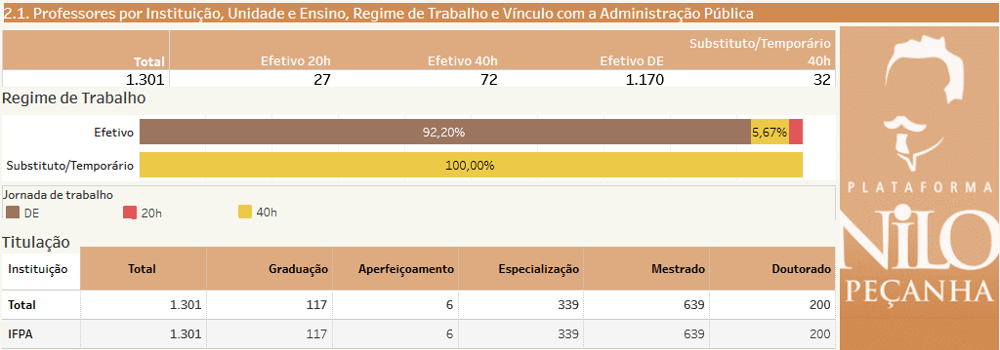 2.1. Professores por Instituição, Unidade e Ensino, Regime de Trabalho e Vínculo com a Administração Pública
Total Efetivo 20h Efetivo 40h Efetivo DE Substituto/Temporário 40h
1.301 27 72 1.170 32
Regime de Trabalho
Efetivo 92,20% 5,67%
Substituto/Temporário 100,00%
Jornada de trabalho
DE 20h 40h
Titulação
Instituição Total Graduação Aperfeiçoamento Especialização Mestrado Doutorado
Total 1.301 117 6 339 639 200
IFPA 1.301 117 6 339 639 200
PLATAFORMA
NiLO
PEÇANHA